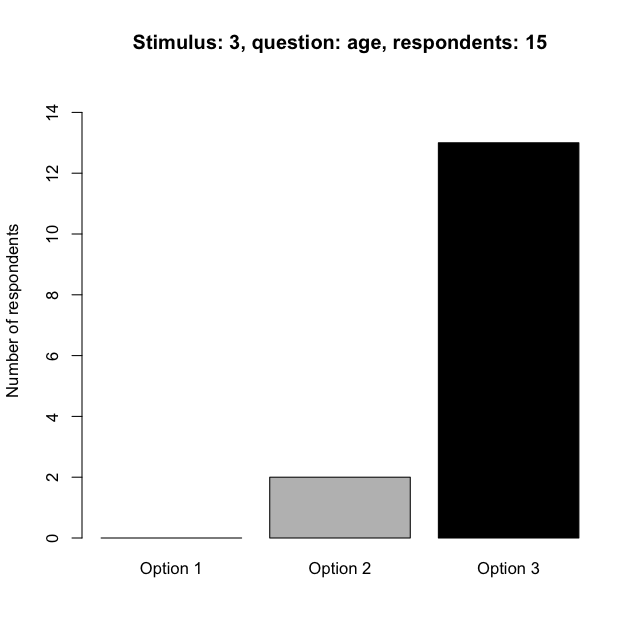 Stimulus: 3, question: age, respondents: 15
Number of respondents
14
12
10
8
6
4
2
0
Option 1 Option 2 Option 3